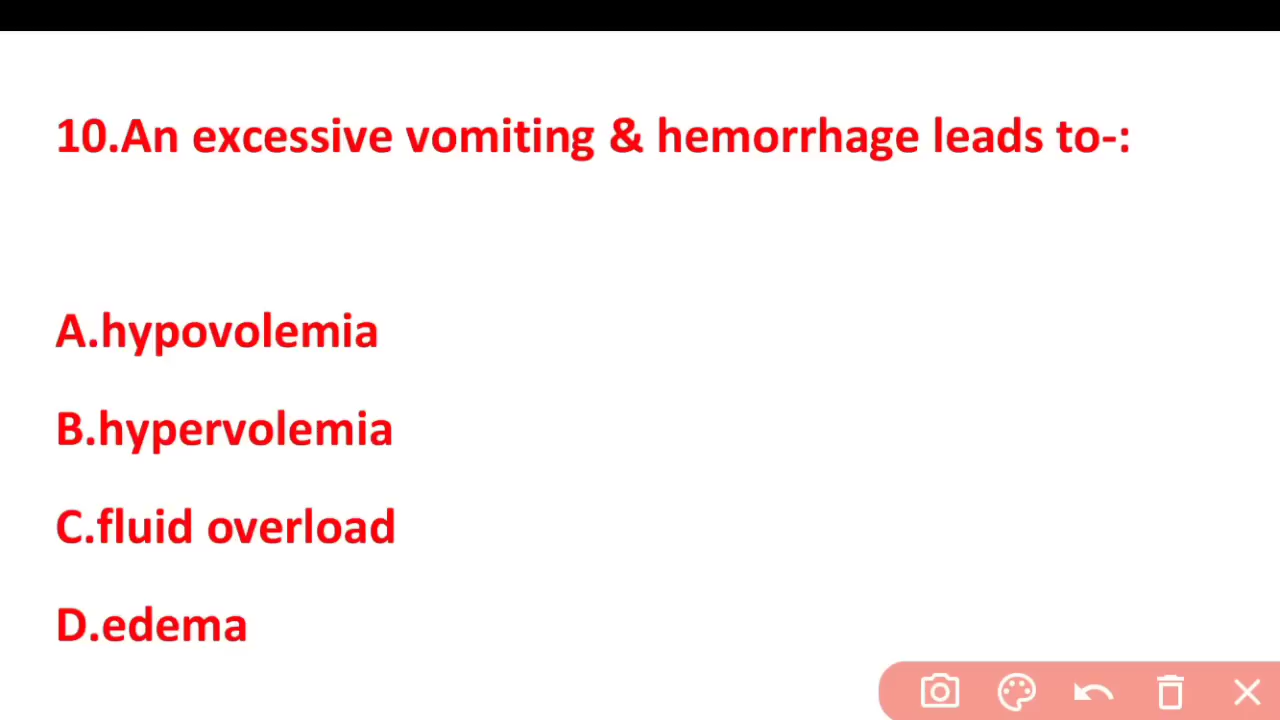 10.An excessive vomiting & hemorrhage leads to-:
A.hypovolemia
B.hypervolemia
C.fluid overload
D.edema